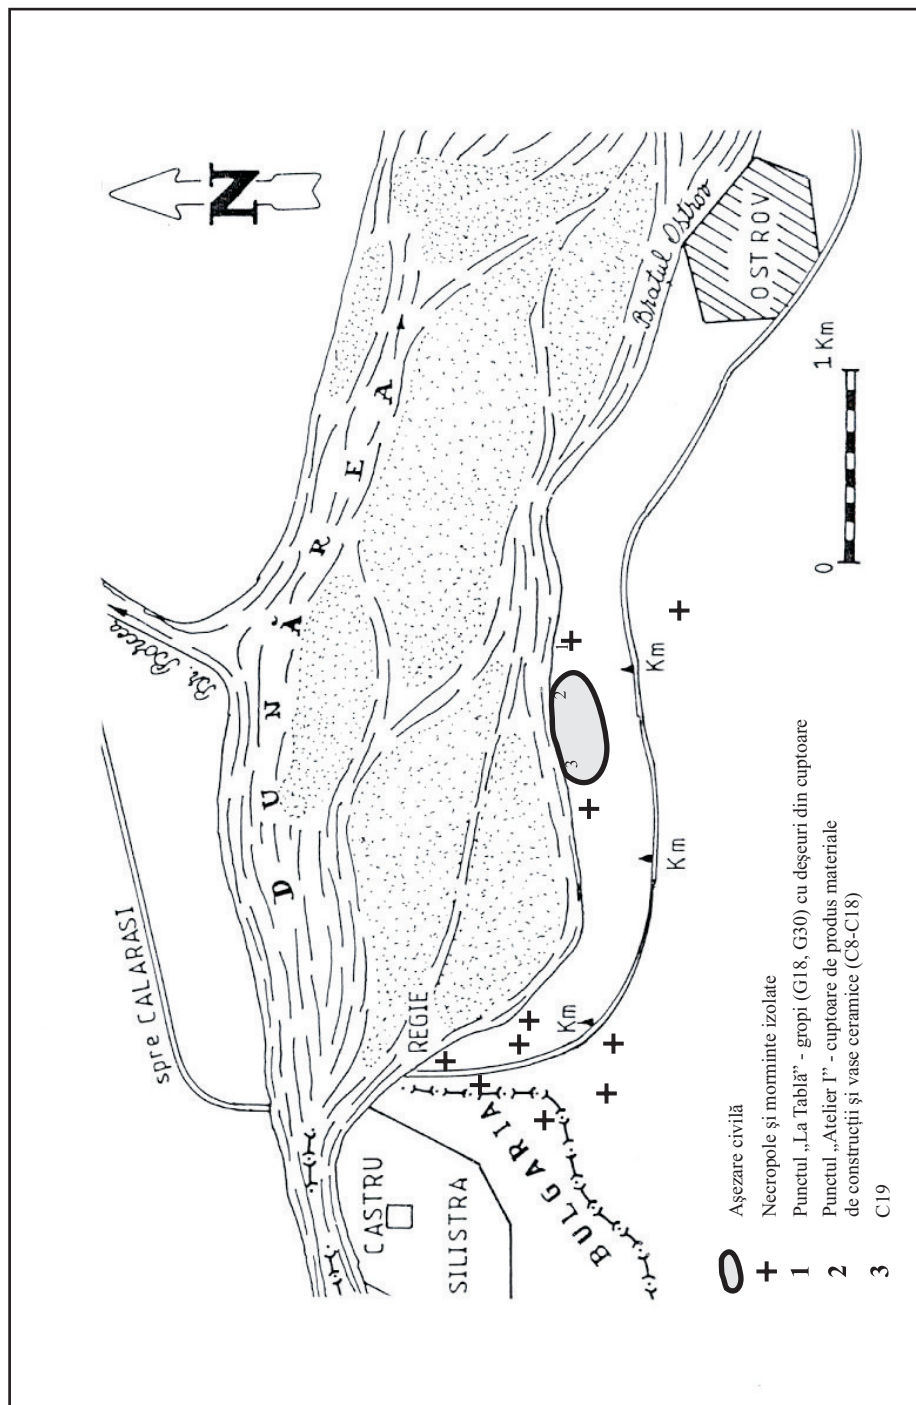 N
spre CALARASI
Br. Borcea
DUNĂREA
REGIE
CASTRU
SILISTRA
BULGARIA
Bratul Ostrov
OSTROV
1
2
3
Km
Km
Km
0 1 Km
Așezare civilă
Necropole și morminte izolate
1 Punctul „La Tablă” - gropi (G18, G30) cu deșeuri din cuptoare
2 Punctul „Atelier I” - cuptoare de produs materiale
de construcții și vase ceramice (C8-C18)
3 C19